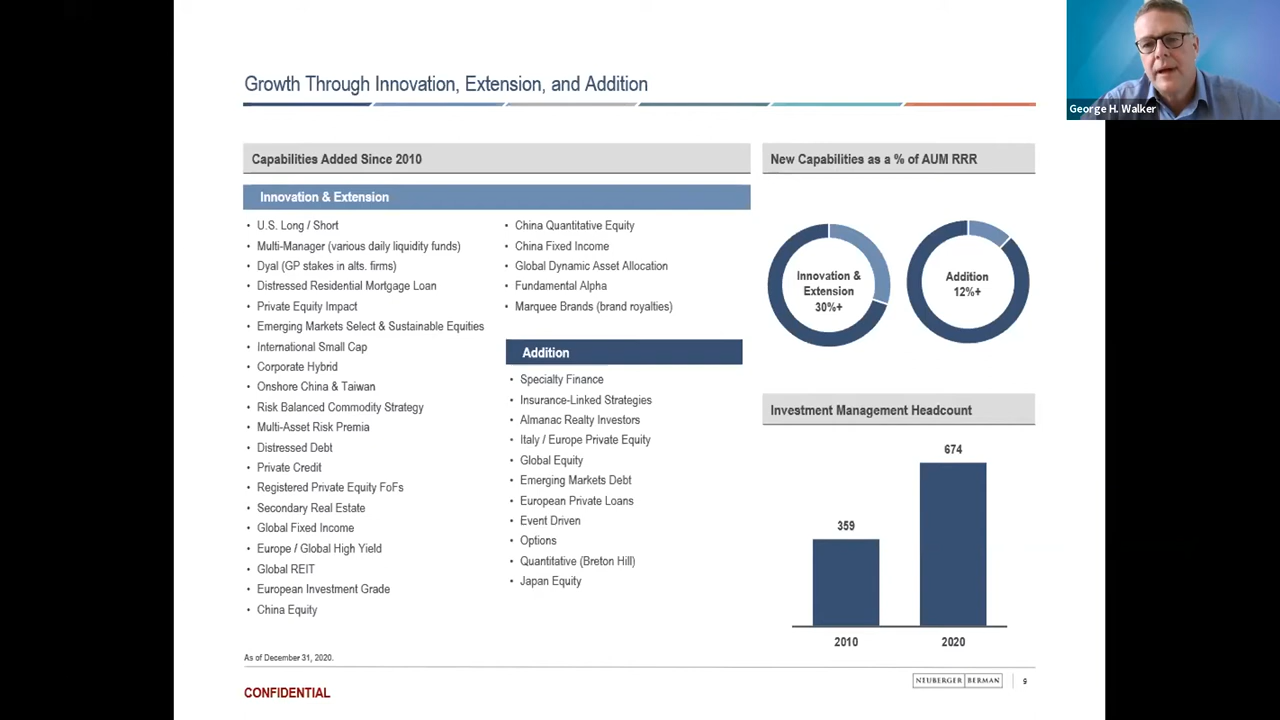 Growth Through Innovation, Extension, and Addition
George H. Walker
Capabilities Added Since 2010
Innovation & Extension
• U.S. Long / Short
• Multi-Manager (various daily liquidity funds)
• Dyal (GP stakes in alts. firms)
• Distressed Residential Mortgage Loan
• Private Equity Impact
• Emerging Markets Select & Sustainable Equities
• International Small Cap
• Corporate Hybrid
• Onshore China & Taiwan
• Risk Balanced Commodity Strategy
• Multi-Asset Risk Premia
• Distressed Debt
• Private Credit
• Registered Private Equity FoFs
• Secondary Real Estate
• Global Fixed Income
• Europe / Global High Yield
• Global REIT
• European Investment Grade
• China Equity
• China Quantitative Equity
• China Fixed Income
• Global Dynamic Asset Allocation
• Fundamental Alpha
• Marquee Brands (brand royalties)
Addition
• Specialty Finance
• Insurance-Linked Strategies
• Almanac Realty Investors
• Italy / Europe Private Equity
• Global Equity
• Emerging Markets Debt
• European Private Loans
• Event Driven
• Options
• Quantitative (Breton Hill)
• Japan Equity
New Capabilities as a % of AUM RRR
Innovation &
Extension
30%+
Addition
12%+
Investment Management Headcount
674
359
2010
2020
As of December 31, 2020.
CONFIDENTIAL
NEUBERGER BERMAN
9